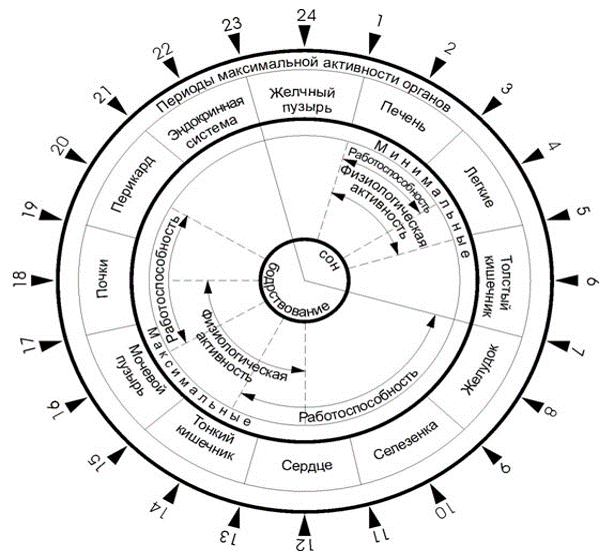 24
1
2
3
4
5
6
7
8
9
10
11
12
13
14
15
16
17
18
19
20
21
22
23
Периоды максимальной активности органов
Желчный
пузырь
Печень
Легкие
Толстый
кишечник
Желудок
Селезенка
Сердце
Тонкий
кишечник
Мочевой
пузырь
Почки
Перикард
Эндокринная
система
Минимальные
Работоспособность
Физиологическая
активность
сон
бодрствование
Работоспособность
Физиологическая
активность
Максимальные
Работоспособность